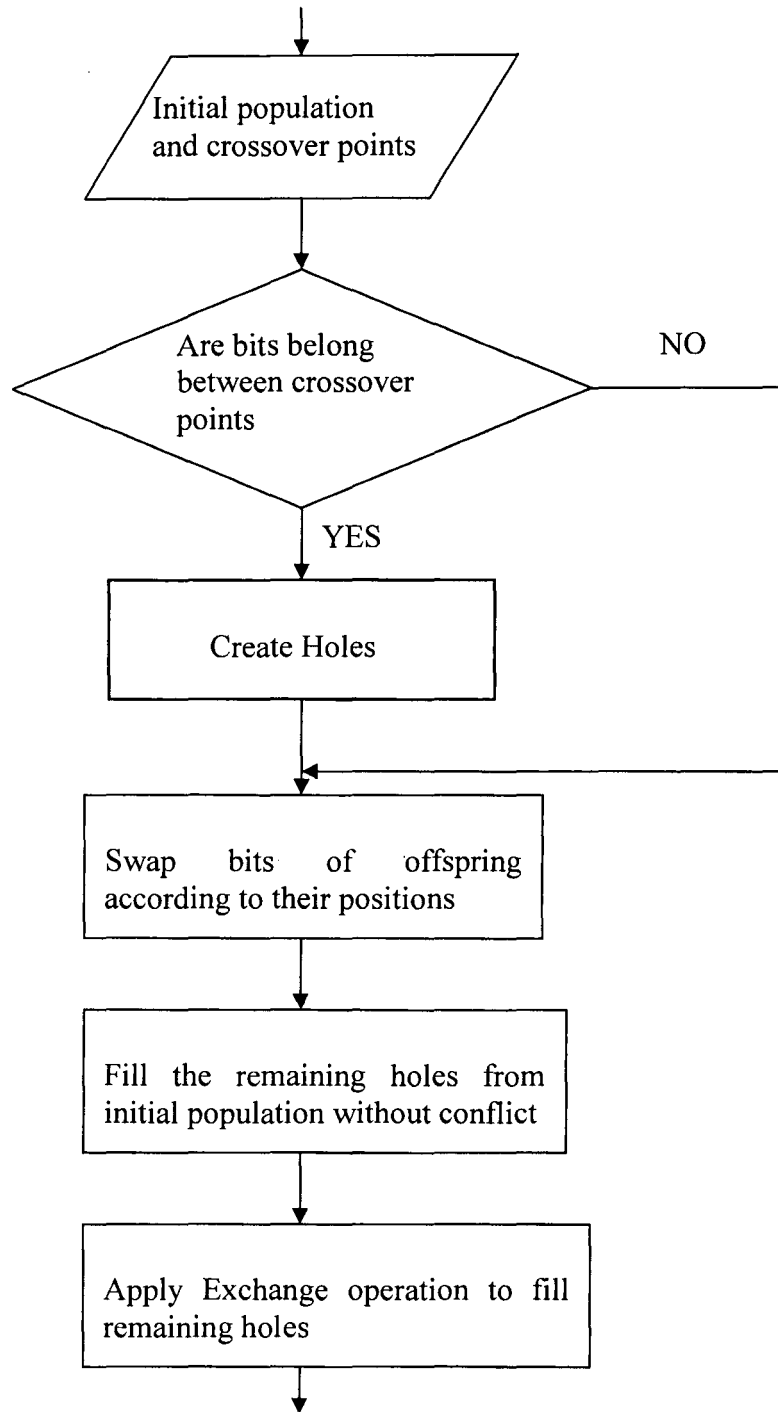 Initial population
and crossover points
Are bits belong
between crossover
points
NO
YES
Create Holes
Swap bits of offspring
according to their positions
Fill the remaining holes from
initial population without conflict
Apply Exchange operation to fill
remaining holes